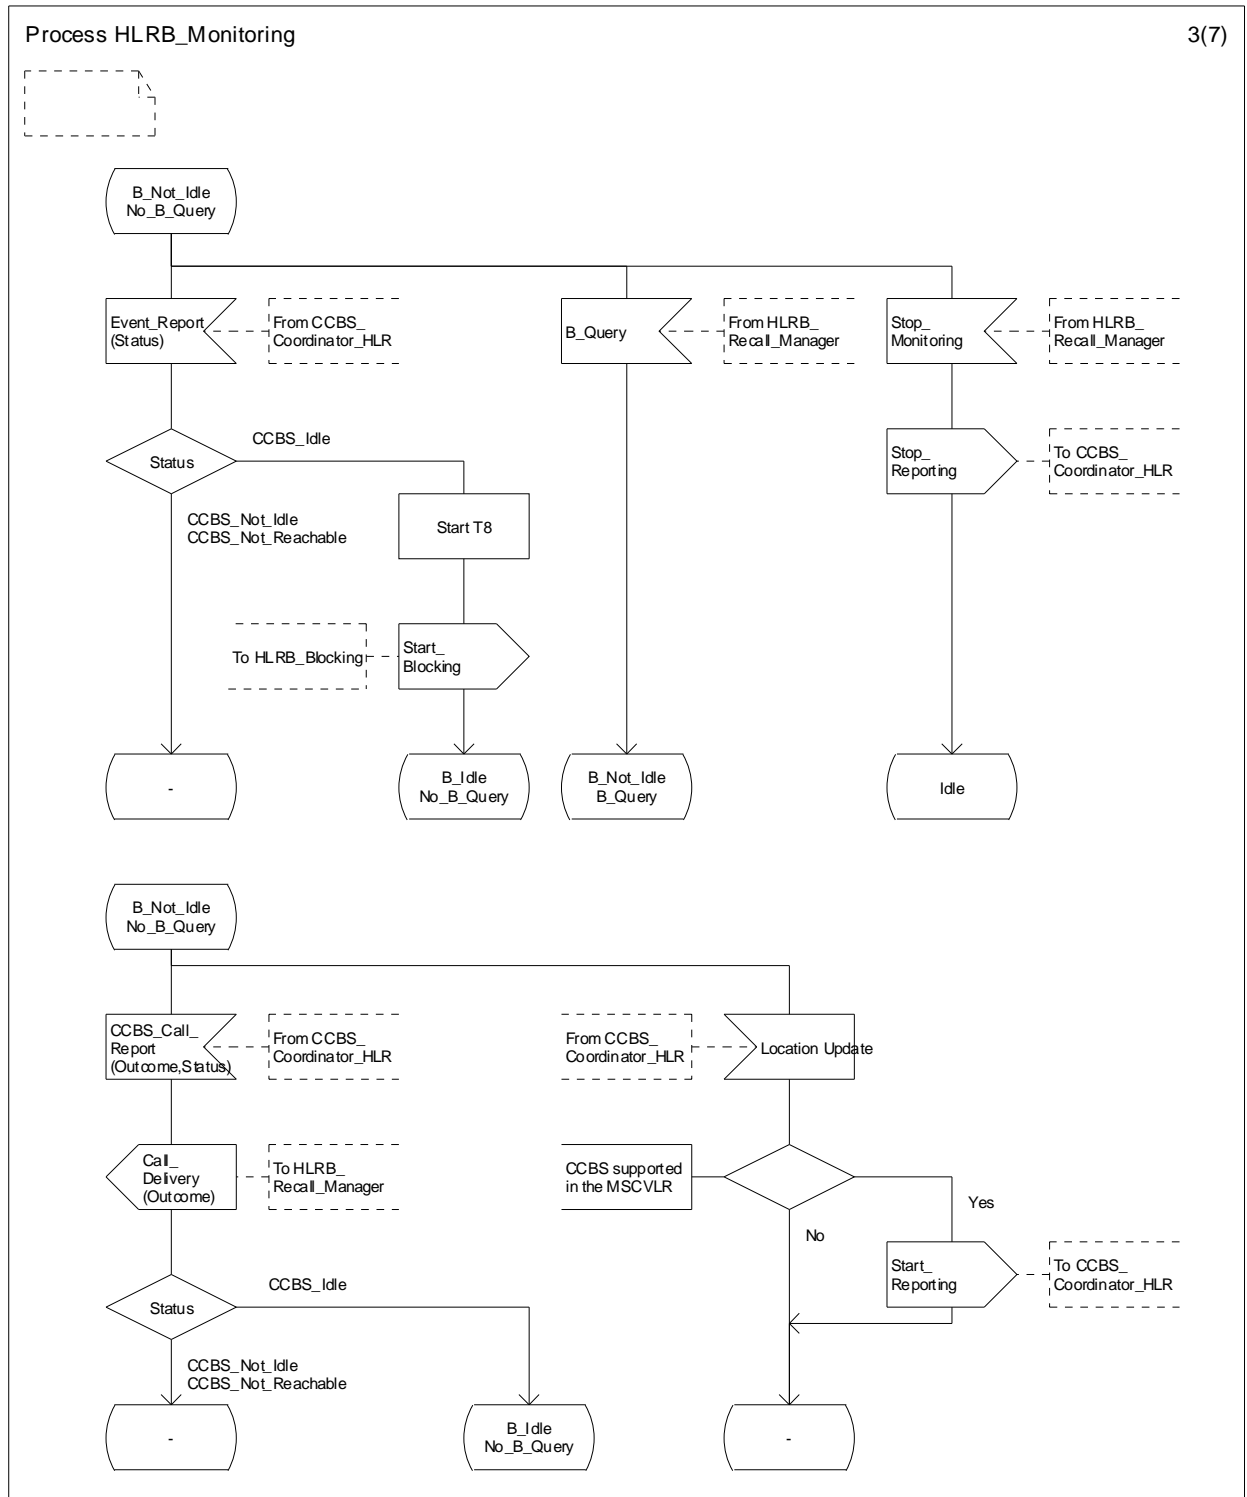 Process HLRB_Monitoring
3(7)
B_Not_Idle
No_B_Query
Event_Report
(Status)
From CCBS_
Coordinator_HLR
B_Query
From HLRB_
Recall_Manager
Stop_
Monitoring
From HLRB_
Recall_Manager
Status
CCBS_Idle
Stop_
Reporting
To CCBS_
Coordinator_HLR
CCBS_Not_Idle
CCBS_Not_Reachable
Start T8
To HLRB_Blocking
Start_
Blocking
-
B_Idle
No_B_Query
B_Not_Idle
B_Query
Idle
B_Not_Idle
No_B_Query
CCBS_Call_
Report
(Outcome,Status)
From CCBS_
Coordinator_HLR
From CCBS_
Coordinator_HLR
Location Update
Call_
Delivery
(Outcome)
To HLRB_
Recall_Manager
CCBS supported
in the MSCVLR
Yes
No
Start_
Reporting
To CCBS_
Coordinator_HLR
Status
CCBS_Idle
CCBS_Not_Idle
CCBS_Not_Reachable
-
B_Idle
No_B_Query
-